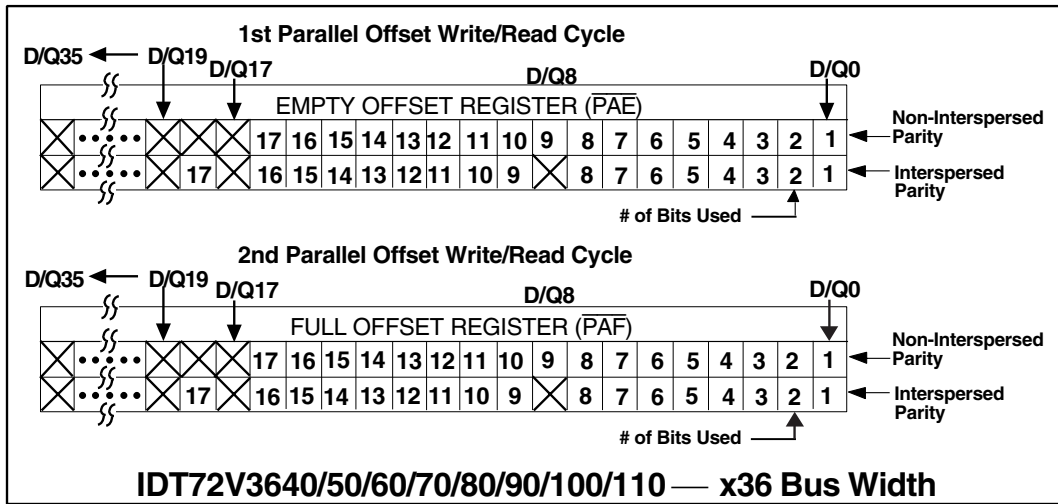 1st Parallel Offset Write/Read Cycle
D/Q35 D/Q19 D/Q17 D/Q8 D/Q0
EMPTY OFFSET REGISTER (PAE)
17 16 15 14 13 12 11 10 9 8 7 6 5 4 3 2 1 Non-Interspersed Parity
17 16 15 14 13 12 11 10 9 8 7 6 5 4 3 2 1 Interspersed Parity
# of Bits Used
2nd Parallel Offset Write/Read Cycle
D/Q35 D/Q19 D/Q17 D/Q8 D/Q0
FULL OFFSET REGISTER (PAF)
17 16 15 14 13 12 11 10 9 8 7 6 5 4 3 2 1 Non-Interspersed Parity
17 16 15 14 13 12 11 10 9 8 7 6 5 4 3 2 1 Interspersed Parity
# of Bits Used
IDT72V3640/50/60/70/80/90/100/110 — x36 Bus Width